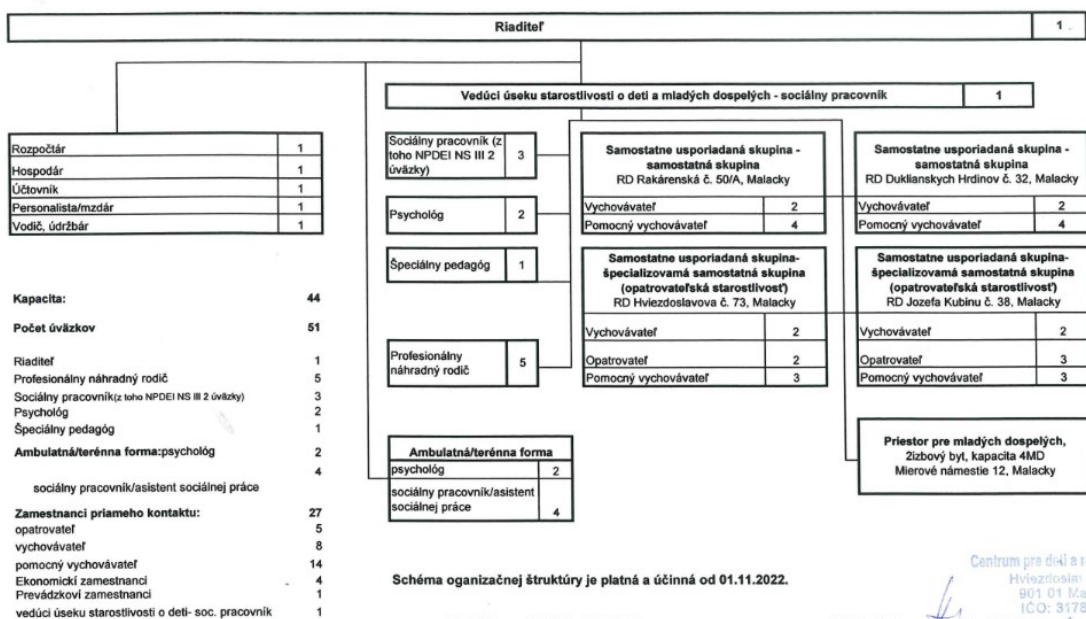 Riaditeľ 1
Vedúci úseku starostlivosti o deti a mladých dospelých - sociálny pracovník 1
Rozpočtár 1
Hospodár 1
Účtovník 1
Personalista/mzdár 1
Vodič, údržbár 1
Sociálny pracovník (z
toho NPDEI NS III 2
úväzky) 3
Psychológ 2
Špeciálny pedagóg 1
Profesionálny
náhradný rodič 5
Samostatne usporiadaná skupina -
samostatná skupina
RD Rakárenská č. 50/A, Malacky
Vychovávateľ 2
Pomocný vychovávateľ 4
Samostatne usporiadaná skupina -
samostatná skupina
RD Duklianskych Hrdinov č. 32, Malacky
Vychovávateľ 2
Pomocný vychovávateľ 4
Samostatne usporiadaná skupina-
špecializovamá samostatná skupina
(opatrovateľská starostlivosť)
RD Hviezdoslavova č. 73, Malacky
Vychovávateľ 2
Opatrovateľ 2
Pomocný vychovávateľ 3
Samostatne usporiadaná skupina-
špecializovamá samostatná skupina
(opatrovateľská starostlivosť)
RD Jozefa Kubinu č. 38, Malacky
Vychovávateľ 2
Opatrovateľ 3
Pomocný vychovávateľ 3
Priestor pre mladých dospelých,
2izbový byt, kapacita 4MD
Mierové námestie 12, Malacky
Ambulatná/terénna forma
psychológ 2
sociálny pracovník/asistent
sociálnej práce 4
Kapacita: 44
Počet úväzkov 51
Riaditeľ 1
Profesionálny náhradný rodič 5
Sociálny pracovník(z toho NPDEI NS III 2 úväzky) 3
Psychológ 2
Špeciálny pedagóg 1
Ambulatná/terénna forma:psychológ 2
4
sociálny pracovník/asistent sociálnej práce
Zamestnanci priameho kontaktu: 27
opatrovateľ 5
vychovávateľ 8
pomocný vychovávateľ 14
Ekonomickí zamestnanci 4
Prevádzkoví zamestnanci 1
vedúci úseku starostlivosti o deti- soc. pracovník 1
Schéma oganizačnej štruktúry je platná a účinná od 01.11.2022.
Centrum pre deti a
901 01
IČO: 3178